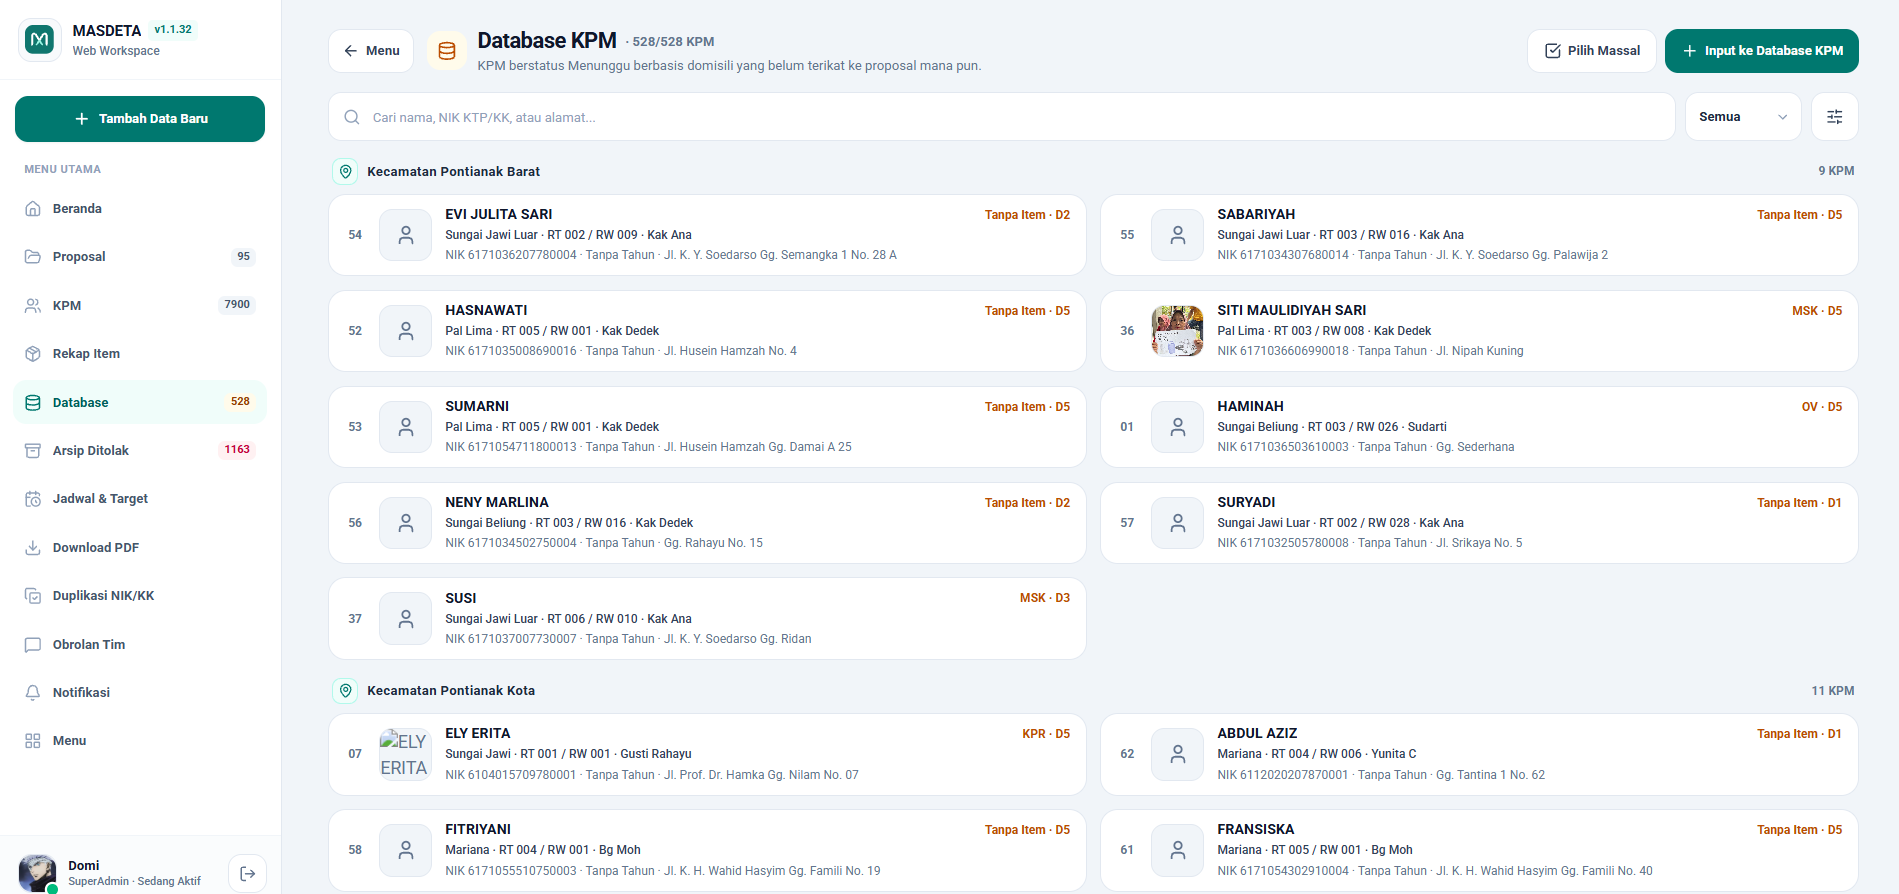 MASDETA v1.1.32
Web Workspace
+ Tambah Data Baru
MENU UTAMA
Beranda
Proposal 95
KPM 7900
Rekap Item
Database 528
Arsip Ditolak 1163
Jadwal & Target
Download PDF
Duplikasi NIK/KK
Obrolan Tim
Notifikasi
Menu
Domi
SuperAdmin · Sedang Aktif
Menu
Database KPM · 528/528 KPM
KPM berstatus Menunggu berbasis domisili yang belum terikat ke proposal mana pun.
Pilih Massal
+ Input ke Database KPM
Cari nama, NIK KTP/KK, atau alamat...
Semua
Kecamatan Pontianak Barat 9 KPM
54
EVI JULITA SARI Tanpa Item · D2
Sungai Jawi Luar · RT 002 / RW 009 · Kak Ana
NIK 6171036207780004 · Tanpa Tahun · Jl. K. Y. Soedarso Gg. Semangka 1 No. 28 A
55
SABARIYAH Tanpa Item · D5
Sungai Jawi Luar · RT 003 / RW 016 · Kak Ana
NIK 6171034307680014 · Tanpa Tahun · Jl. K. Y. Soedarso Gg. Palawija 2
52
HASNAWATI Tanpa Item · D5
Pal Lima · RT 005 / RW 001 · Kak Dedek
NIK 6171035008690016 · Tanpa Tahun · Jl. Husein Hamzah No. 4
36
SITI MAULIDIYAH SARI MSK · D5
Pal Lima · RT 003 / RW 008 · Kak Dedek
NIK 6171036606990018 · Tanpa Tahun · Jl. Nipah Kuning
53
SUMARNI Tanpa Item · D5
Pal Lima · RT 005 / RW 001 · Kak Dedek
NIK 6171054711800013 · Tanpa Tahun · Jl. Husein Hamzah Gg. Damai A 25
01
HAMINAH OV · D5
Sungai Beliung · RT 003 / RW 026 · Sudarti
NIK 6171036503610003 · Tanpa Tahun · Gg. Sederhana
56
NENY MARLINA Tanpa Item · D2
Sungai Beliung · RT 003 / RW 016 · Kak Dedek
NIK 6171034502750004 · Tanpa Tahun · Gg. Rahayu No. 15
57
SURYADI Tanpa Item · D1
Sungai Jawi Luar · RT 002 / RW 028 · Kak Ana
NIK 6171032505780008 · Tanpa Tahun · Jl. Srikaya No. 5
37
SUSI MSK · D3
Sungai Jawi Luar · RT 006 / RW 010 · Kak Ana
NIK 6171037007730007 · Tanpa Tahun · Jl. K. Y. Soedarso Gg. Ridan
Kecamatan Pontianak Kota 11 KPM
07
ELY
ERITA
ELY ERITA KPR · D5
Sungai Jawi · RT 001 / RW 001 · Gusti Rahayu
NIK 6104015709780001 · Tanpa Tahun · Jl. Prof. Dr. Hamka Gg. Nilam No. 07
62
ABDUL AZIZ Tanpa Item · D1
Mariana · RT 004 / RW 006 · Yunita C
NIK 6112020207870001 · Tanpa Tahun · Gg. Tantina 1 No. 62
58
FITRIYANI Tanpa Item · D5
Mariana · RT 004 / RW 001 · Bg Moh
NIK 6171055510750003 · Tanpa Tahun · Jl. K. H. Wahid Hasyim Gg. Famili No. 19
61
FRANSISKA Tanpa Item · D5
Mariana · RT 005 / RW 001 · Bg Moh
NIK 6171054302910004 · Tanpa Tahun · Jl. K. H. Wahid Hasyim Gg. Famili No. 40